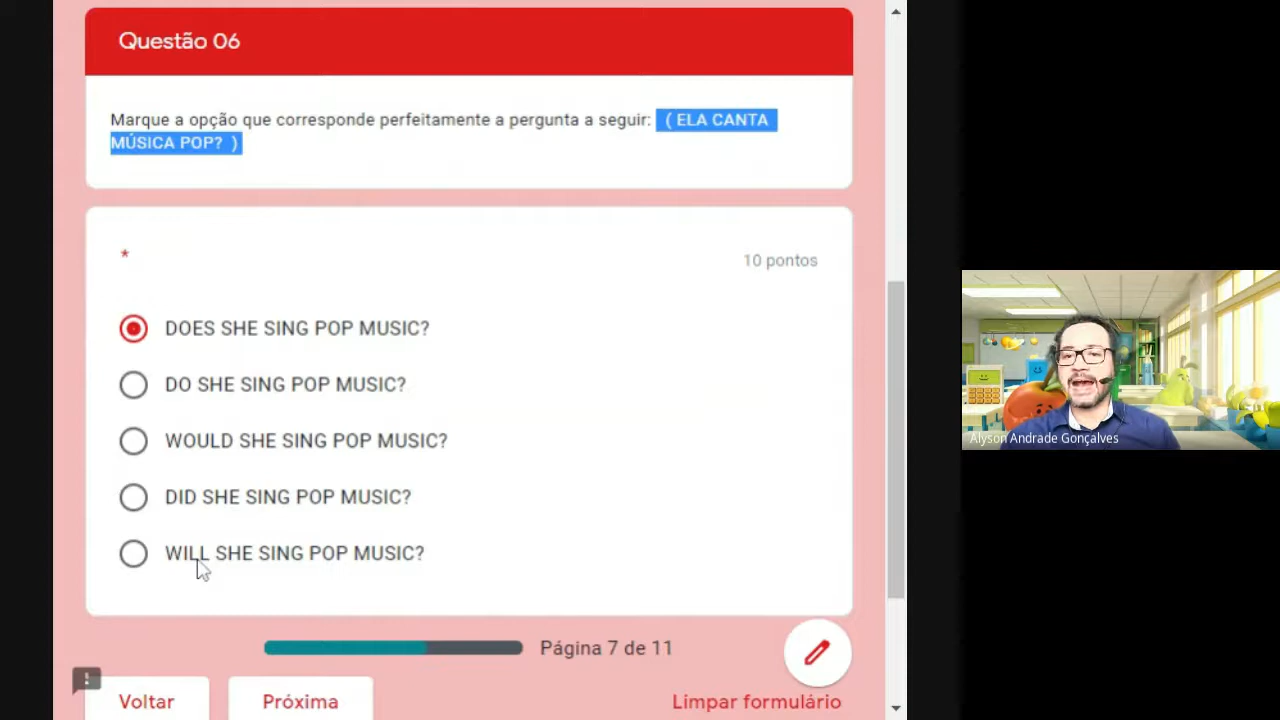 Questão 06
Marque a opção que corresponde perfeitamente a pergunta a seguir: ( ELA CANTA
MÚSICA POP? )
*
10 pontos
DOES SHE SING POP MUSIC?
DO SHE SING POP MUSIC?
WOULD SHE SING POP MUSIC?
DID SHE SING POP MUSIC?
WILL SHE SING POP MUSIC?
Página 7 de 11
Voltar
Próxima
Limpar formulário
Alyson Andrade Gonçalves